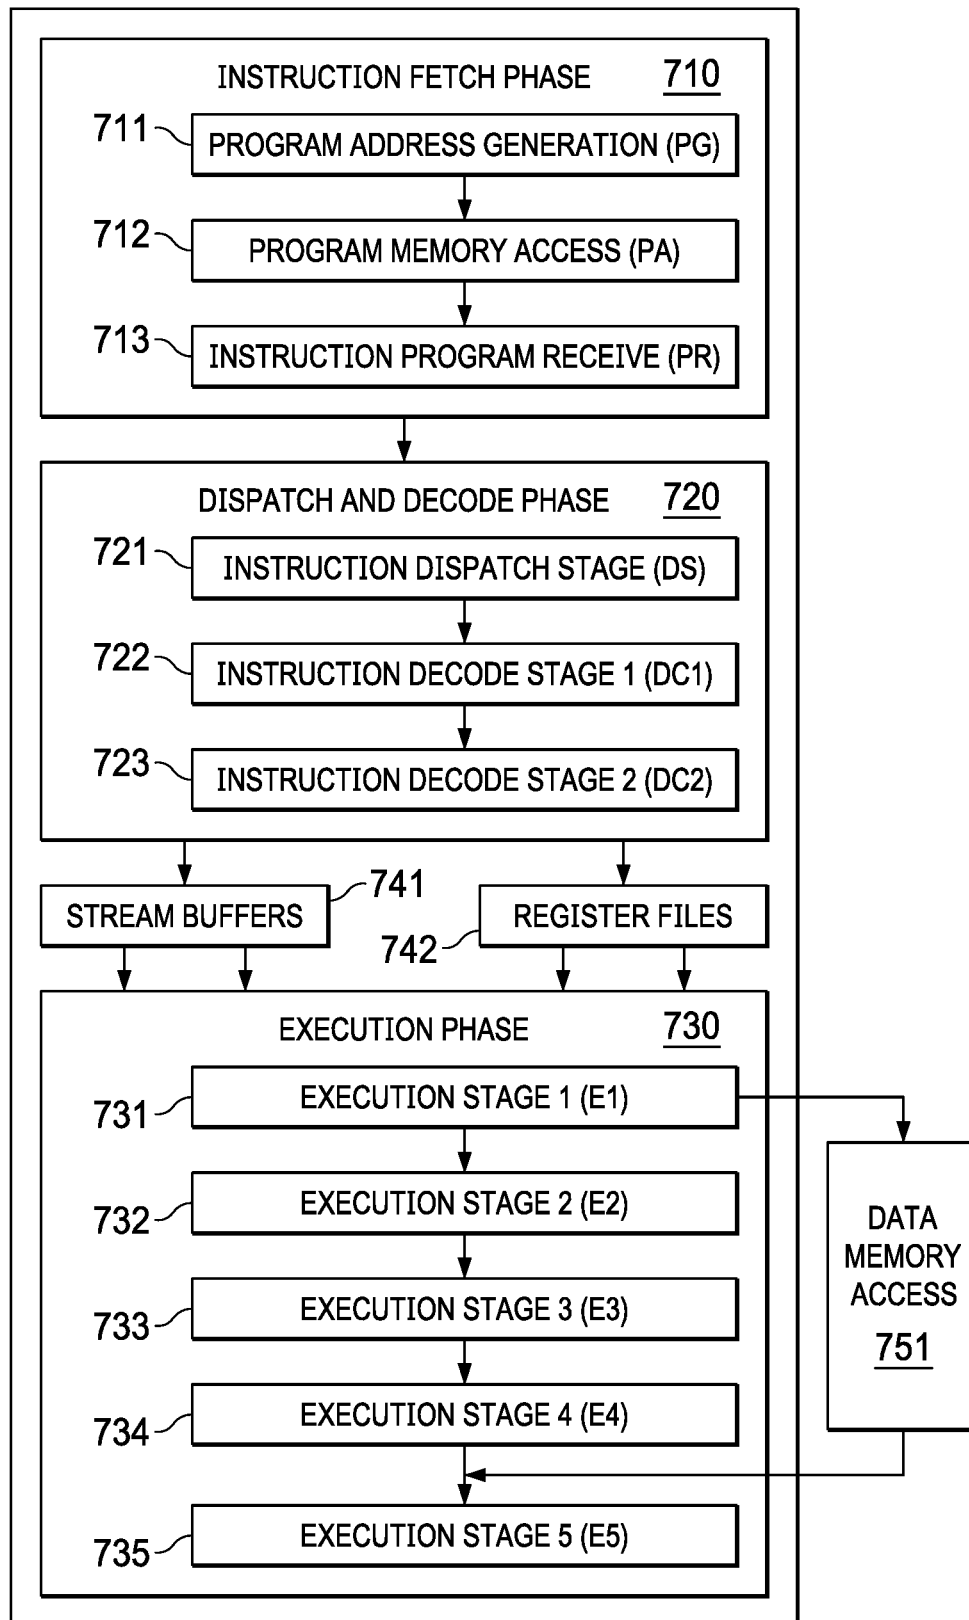 INSTRUCTION FETCH PHASE 710
711 PROGRAM ADDRESS GENERATION (PG)
712 PROGRAM MEMORY ACCESS (PA)
713 INSTRUCTION PROGRAM RECEIVE (PR)
DISPATCH AND DECODE PHASE 720
721 INSTRUCTION DISPATCH STAGE (DS)
722 INSTRUCTION DECODE STAGE 1 (DC1)
723 INSTRUCTION DECODE STAGE 2 (DC2)
STREAM BUFFERS 741
742 REGISTER FILES
EXECUTION PHASE 730
731 EXECUTION STAGE 1 (E1)
732 EXECUTION STAGE 2 (E2)
733 EXECUTION STAGE 3 (E3)
734 EXECUTION STAGE 4 (E4)
735 EXECUTION STAGE 5 (E5)
DATA
MEMORY
ACCESS
751